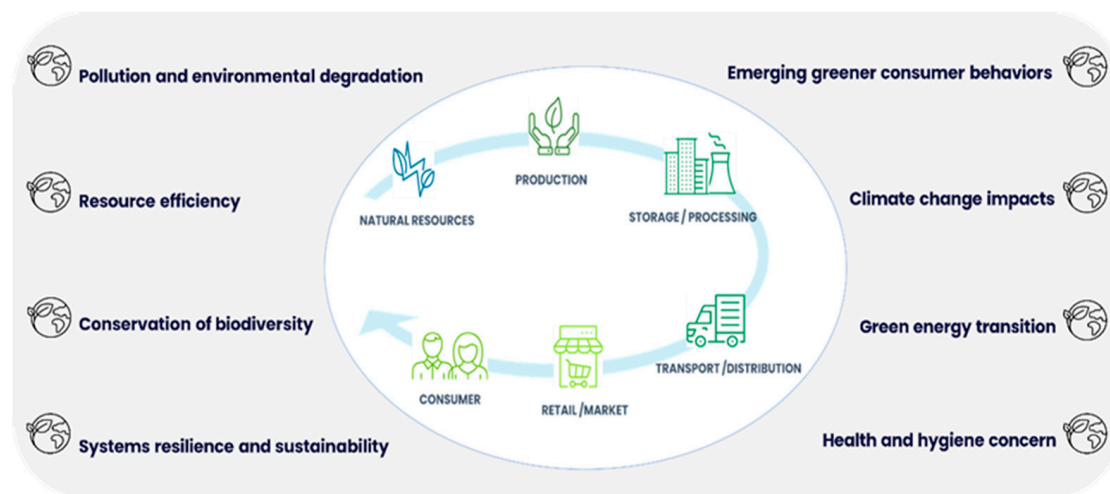 Pollution and environmental degradation
Resource efficiency
Conservation of biodiversity
Systems resilience and sustainability
NATURAL RESOURCES
PRODUCTION
STORAGE / PROCESSING
TRANSPORT /DISTRIBUTION
RETAIL /MARKET
CONSUMER
Emerging greener consumer behaviors
Climate change impacts
Green energy transition
Health and hygiene concern